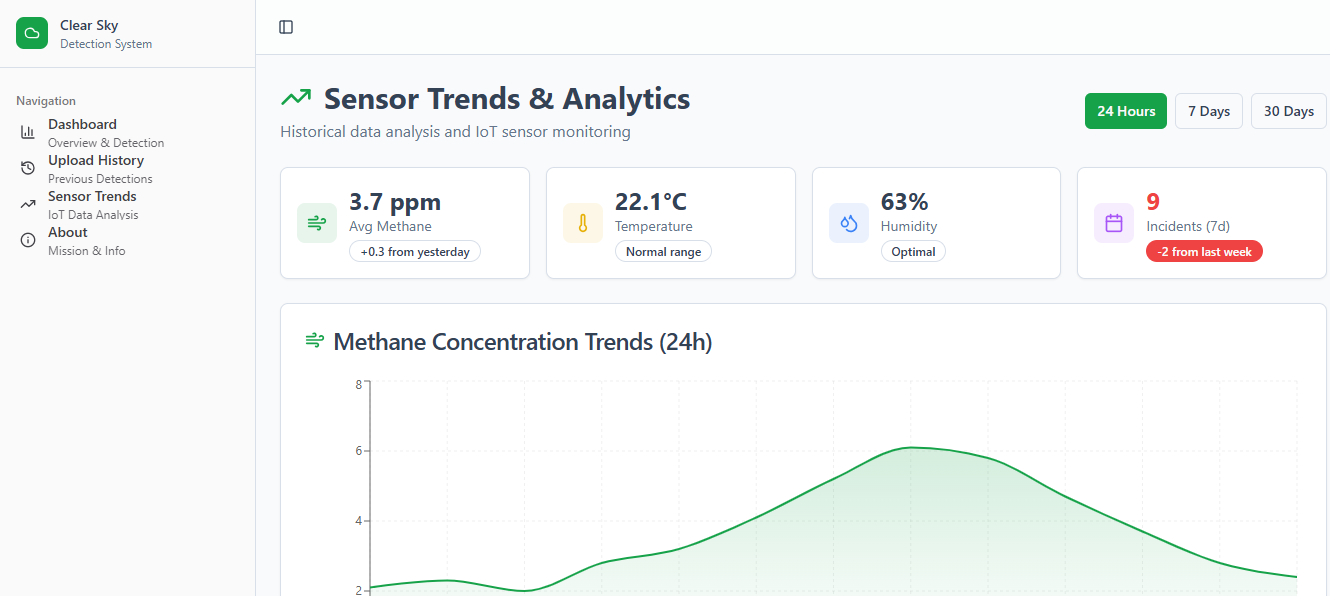 Clear Sky
Detection System
Navigation
Dashboard
Overview & Detection
Upload History
Previous Detections
Sensor Trends
IoT Data Analysis
About
Mission & Info
Sensor Trends & Analytics
Historical data analysis and IoT sensor monitoring
24 Hours
7 Days
30 Days
3.7 ppm
Avg Methane
+0.3 from yesterday
22.1°C
Temperature
Normal range
63%
Humidity
Optimal
9
Incidents (7d)
-2 from last week
Methane Concentration Trends (24h)
8
6
4
2